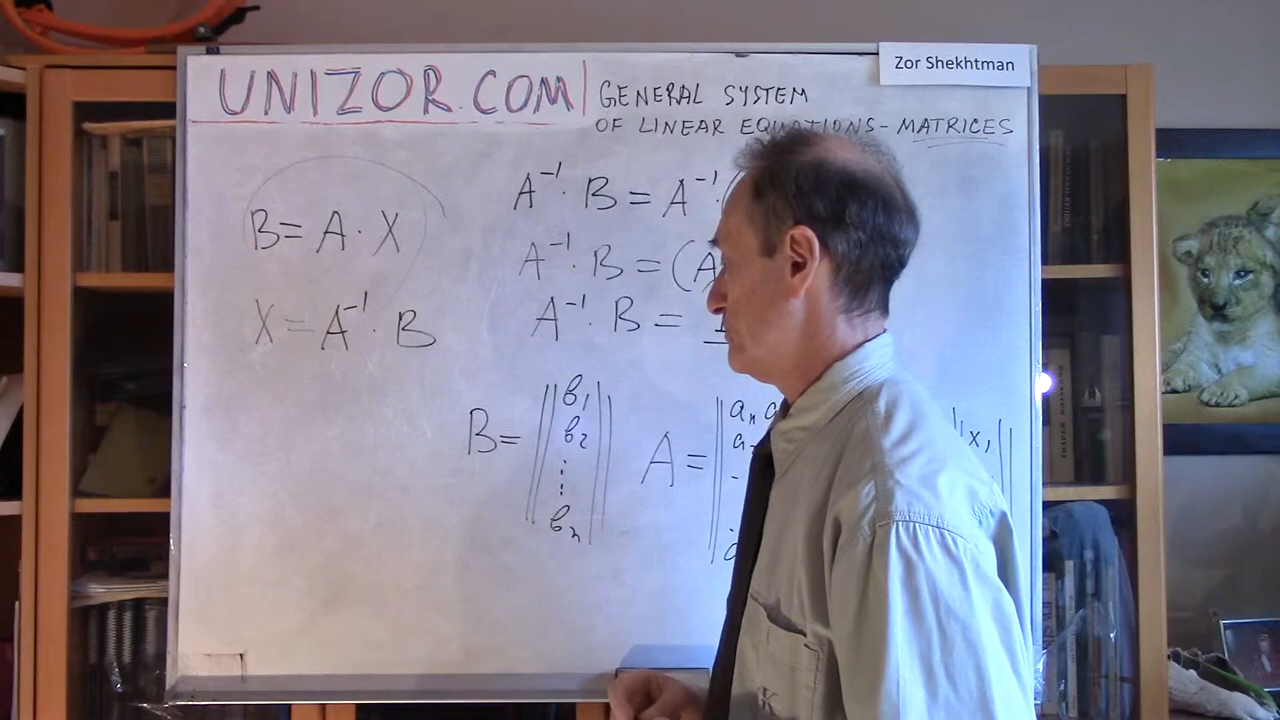 UNIZOR.COM
GENERAL SYSTEM
OF LINEAR EQUATIONS - MATRICES
Zor Shekhtman
B = A · X
X = A⁻¹ · B
A⁻¹ · B = A⁻¹ (
A⁻¹ · B = (A
A⁻¹ · B =
B = || b₁ ||
b₂
⋮
bₙ
A = ||
x₁ ||